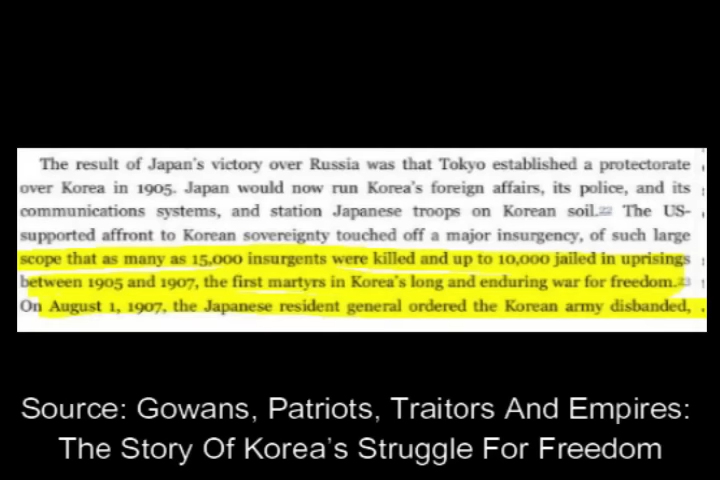 The result of Japan's victory over Russia was that Tokyo established a protectorate
over Korea in 1905. Japan would now run Korea's foreign affairs, its police, and its
communications systems, and station Japanese troops on Korean soil.22 The US-
supported affront to Korean sovereignty touched off a major insurgency, of such large
scope that as many as 15,000 insurgents were killed and up to 10,000 jailed in uprisings
between 1905 and 1907, the first martyrs in Korea's long and enduring war for freedom.23
On August 1, 1907, the Japanese resident general ordered the Korean army disbanded,
Source: Gowans, Patriots, Traitors And Empires:
The Story Of Korea's Struggle For Freedom